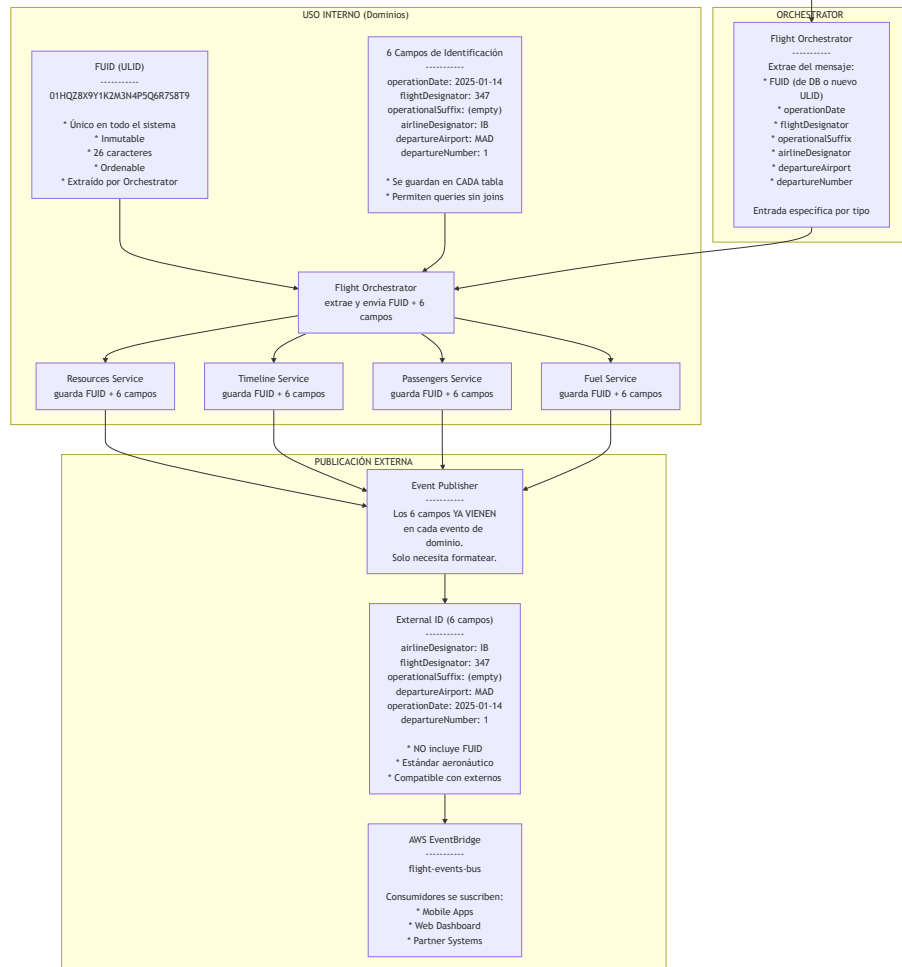 USO INTERNO (Dominios)
FUID (ULID)
-----------
01HQZ8X9Y1K2M3N4P5Q6R7S8T9
* Único en todo el sistema
* Inmutable
* 26 caracteres
* Ordenable
* Extraído por Orchestrator
6 Campos de Identificación
-----------
operationDate: 2025-01-14
flightDesignator: 347
operationalSuffix: (empty)
airlineDesignator: IB
departureAirport: MAD
departureNumber: 1
* Se guardan en CADA tabla
* Permiten queries sin joins
ORCHESTRATOR
Flight Orchestrator
-----------
Extrae del mensaje:
* FUID (de DB o nuevo
ULID)
* operationDate
* flightDesignator
* operationalSuffix
* airlineDesignator
* departureAirport
* departureNumber
Entrada específica por tipo
Flight Orchestrator
extrae y envía FUID + 6
campos
Resources Service
guarda FUID + 6 campos
Timeline Service
guarda FUID + 6 campos
Passengers Service
guarda FUID + 6 campos
Fuel Service
guarda FUID + 6 campos
PUBLICACIÓN EXTERNA
Event Publisher
-----------
Los 6 campos YA VIENEN
en cada evento de
dominio.
Solo necesita formatear.
External ID (6 campos)
-----------
airlineDesignator: IB
flightDesignator: 347
operationalSuffix: (empty)
departureAirport: MAD
operationDate: 2025-01-14
departureNumber: 1
* NO incluye FUID
* Estándar aeronáutico
* Compatible con externos
AWS EventBridge
-----------
flight-events-bus
Consumidores se suscriben:
* Mobile Apps
* Web Dashboard
* Partner Systems